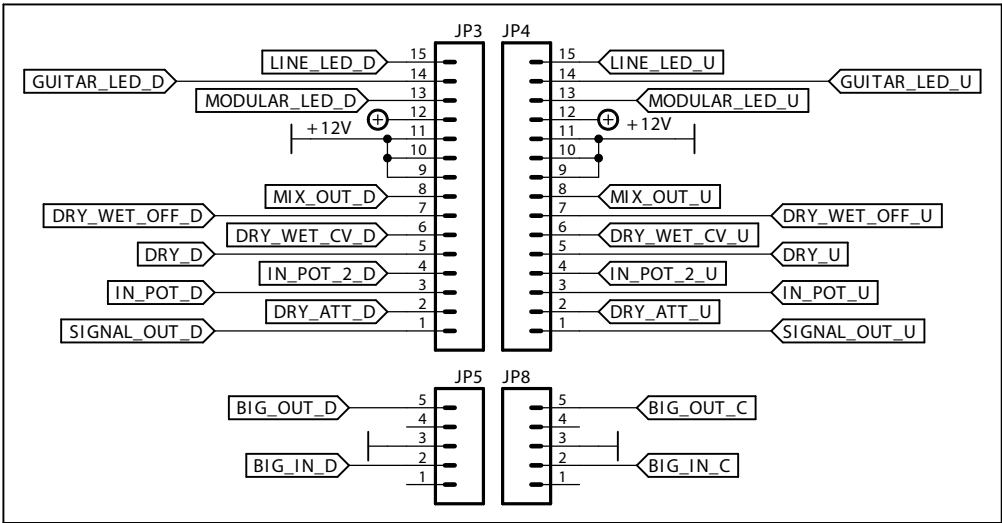 JP3 JP4
LINE_LED_D 15 15 LINE_LED_U
GUITAR_LED_D 14 14 GUITAR_LED_U
MODULAR_LED_D 13 13 MODULAR_LED_U
+12V 12 12 +12V
11 11
10 10
9 9
MIX_OUT_D 8 8 MIX_OUT_U
DRY_WET_OFF_D 7 7 DRY_WET_OFF_U
DRY_WET_CV_D 6 6 DRY_WET_CV_U
DRY_D 5 5 DRY_U
IN_POT_2_D 4 4 IN_POT_2_U
IN_POT_D 3 3 IN_POT_U
DRY_ATT_D 2 2 DRY_ATT_U
SIGNAL_OUT_D 1 1 SIGNAL_OUT_U
JP5 JP8
BIG_OUT_D 5 5 BIG_OUT_C
4 4
3 3
BIG_IN_D 2 2 BIG_IN_C
1 1